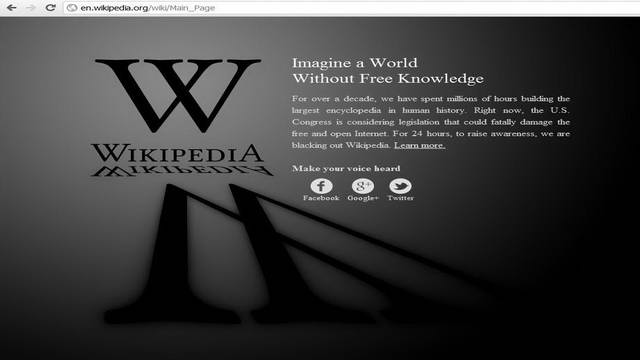 en.wikipedia.org/wiki/Main_Page
W
WIKIPEDIA
Imagine a World
Without Free Knowledge
For over a decade, we have spent millions of hours building the
largest encyclopedia in human history. Right now, the U.S.
Congress is considering legislation that could fatally damage the
free and open Internet. For 24 hours, to raise awareness, we are
blacking out Wikipedia. Learn more.
Make your voice heard
Facebook Google+ Twitter